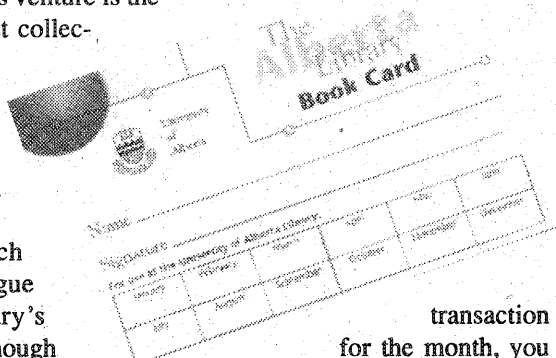 s venture is the
t collec-
The
Alberta
Library
Book Card
University
of
Alberta
Name
Signature
For use at the University of Alberta Library.
January February March April May June
July August September October November December
ch
gue
ry's
ough
transaction
for the month, you